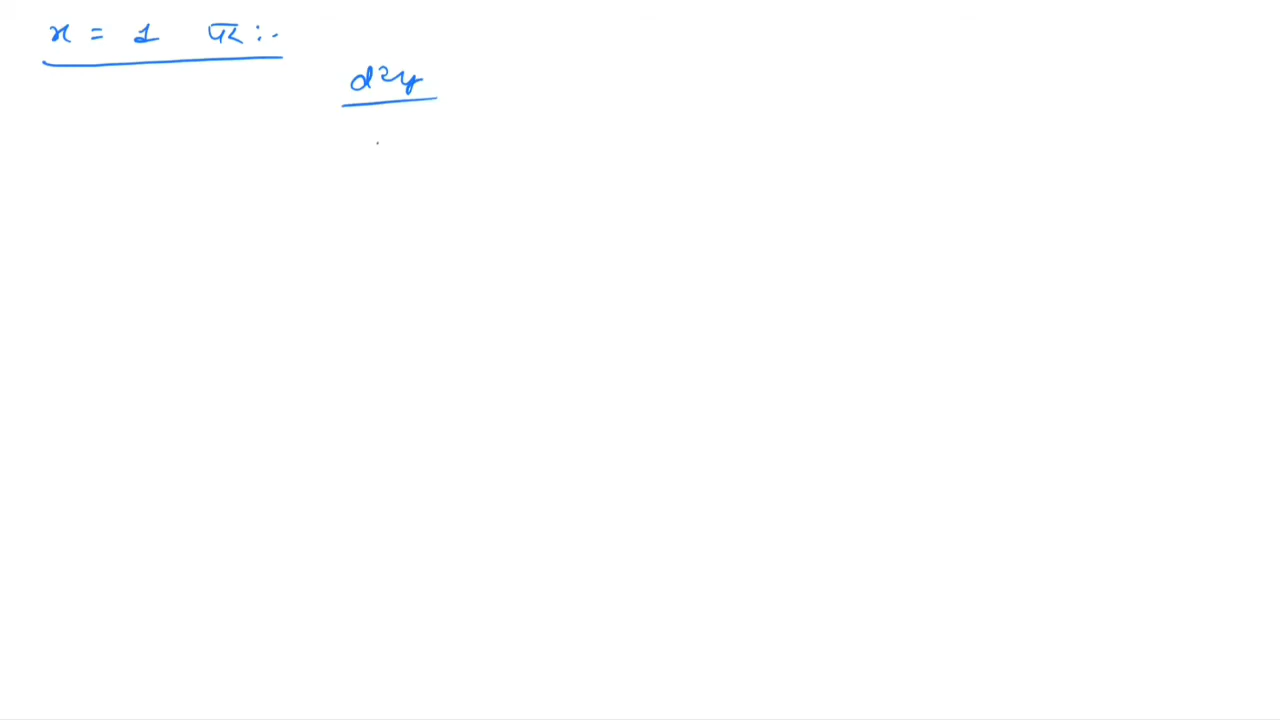 x = 1 पर :-
d²y